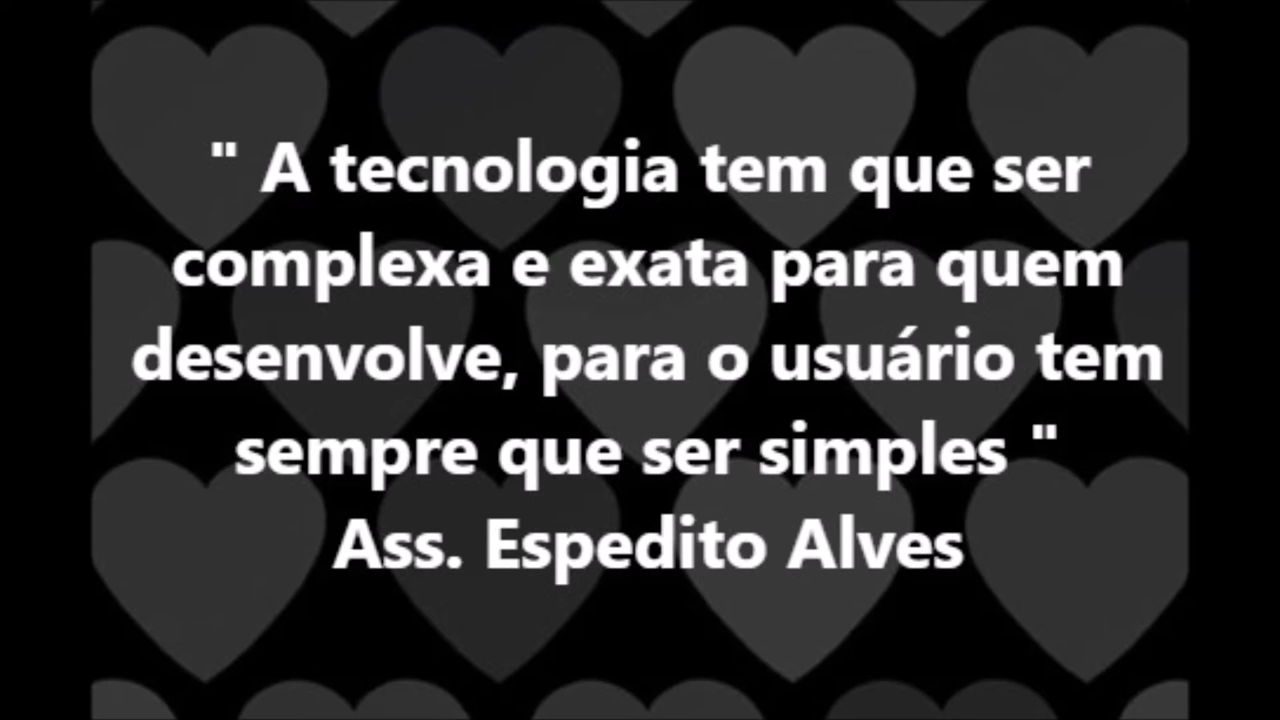 " A tecnologia tem que ser
complexa e exata para quem
desenvolve, para o usuário tem
sempre que ser simples "
Ass. Espedito Alves